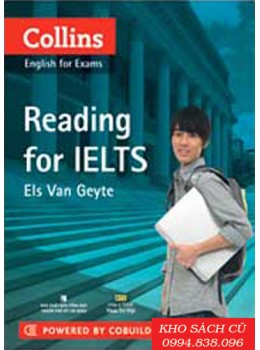 Collins
English for Exams
Reading
for IELTS
Els Van Geyte
POWERED BY COBUILD
KHO SÁCH CŨ
0994.838.096